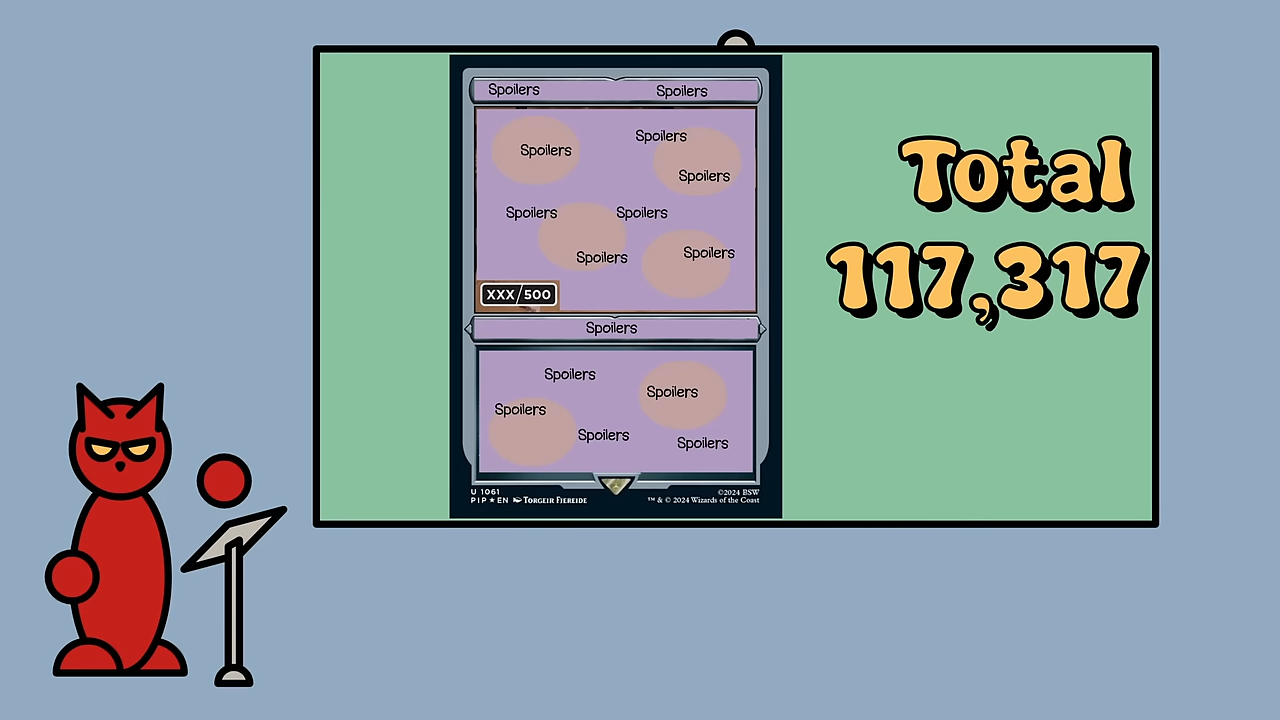 Spoilers Spoilers
Spoilers
Spoilers
Spoilers
Spoilers Spoilers
Spoilers
Spoilers
XXX/500
Spoilers
Spoilers
Spoilers
Spoilers
Spoilers
Spoilers
U 1061
PIP★EN TORGEIR FJEREIDE
©2024 BSW
™ & © 2024 Wizards of the Coast
Total
117,317